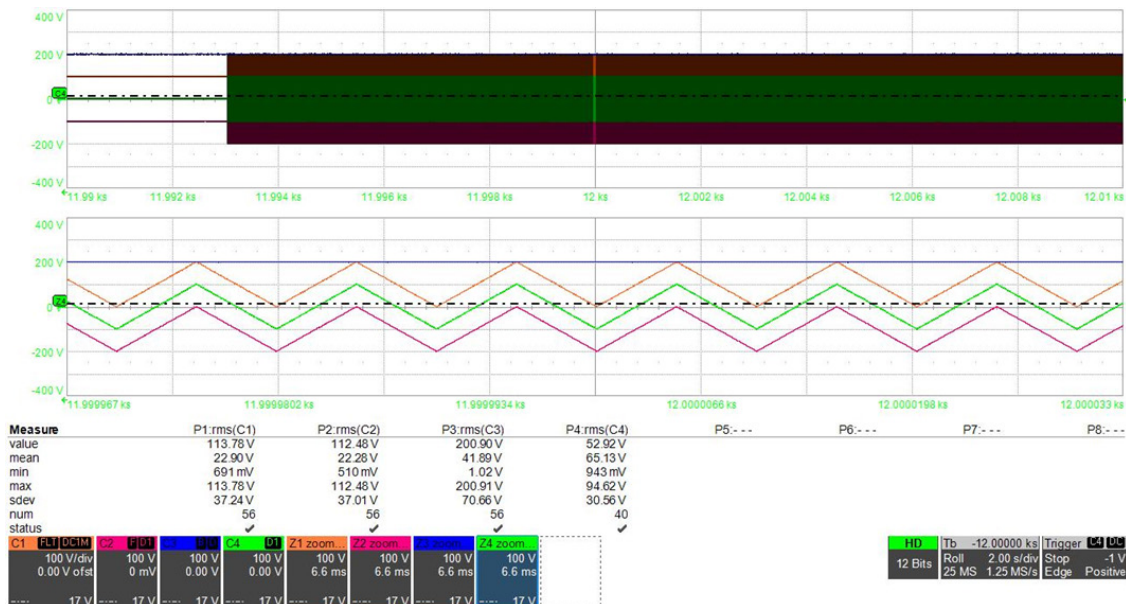 400 V
200 V
C4
0 V
-200 V
-400 V
11.99 ks 11.992 ks 11.994 ks 11.996 ks 11.998 ks 12 ks 12.002 ks 12.004 ks 12.006 ks 12.008 ks 12.01 ks
400 V
200 V
Z4
0 V
-200 V
-400 V
11.999967 ks 11.9999802 ks 11.9999934 ks 12.0000066 ks 12.0000198 ks 12.000033 ks
Measure P1:rms(C1) P2:rms(C2) P3:rms(C3) P4:rms(C4) P5:- - - P6:- - - P7:- - - P8:- - -
value 113.78 V 112.48 V 200.90 V 52.92 V
mean 22.90 V 22.28 V 41.89 V 65.13 V
min 691 mV 510 mV 1.02 V 943 mV
max 113.78 V 112.48 V 200.91 V 94.62 V
sdev 37.24 V 37.01 V 70.66 V 30.56 V
num 56 56 56 40
status
C1 FLT DC1M C2 F D1 C3 C4 D1 Z1 zoom... Z2 zoom... Z3 zoom... Z4 zoom... HD Tb -12.00000 ks Trigger C4 DC
100 V/div 100 V 100 V 100 V 100 V 100 V 100 V 100 V Roll 2.00 s/div Stop -1 V
0.00 V ofst 0 mV 0.00 V 0.00 V 6.6 ms 6.6 ms 6.6 ms 6.6 ms 12 Bits 25 MS 1.25 MS/s Edge Positive
17 V 17 V 17 V 17 V 17 V 17 V 17 V 17 V